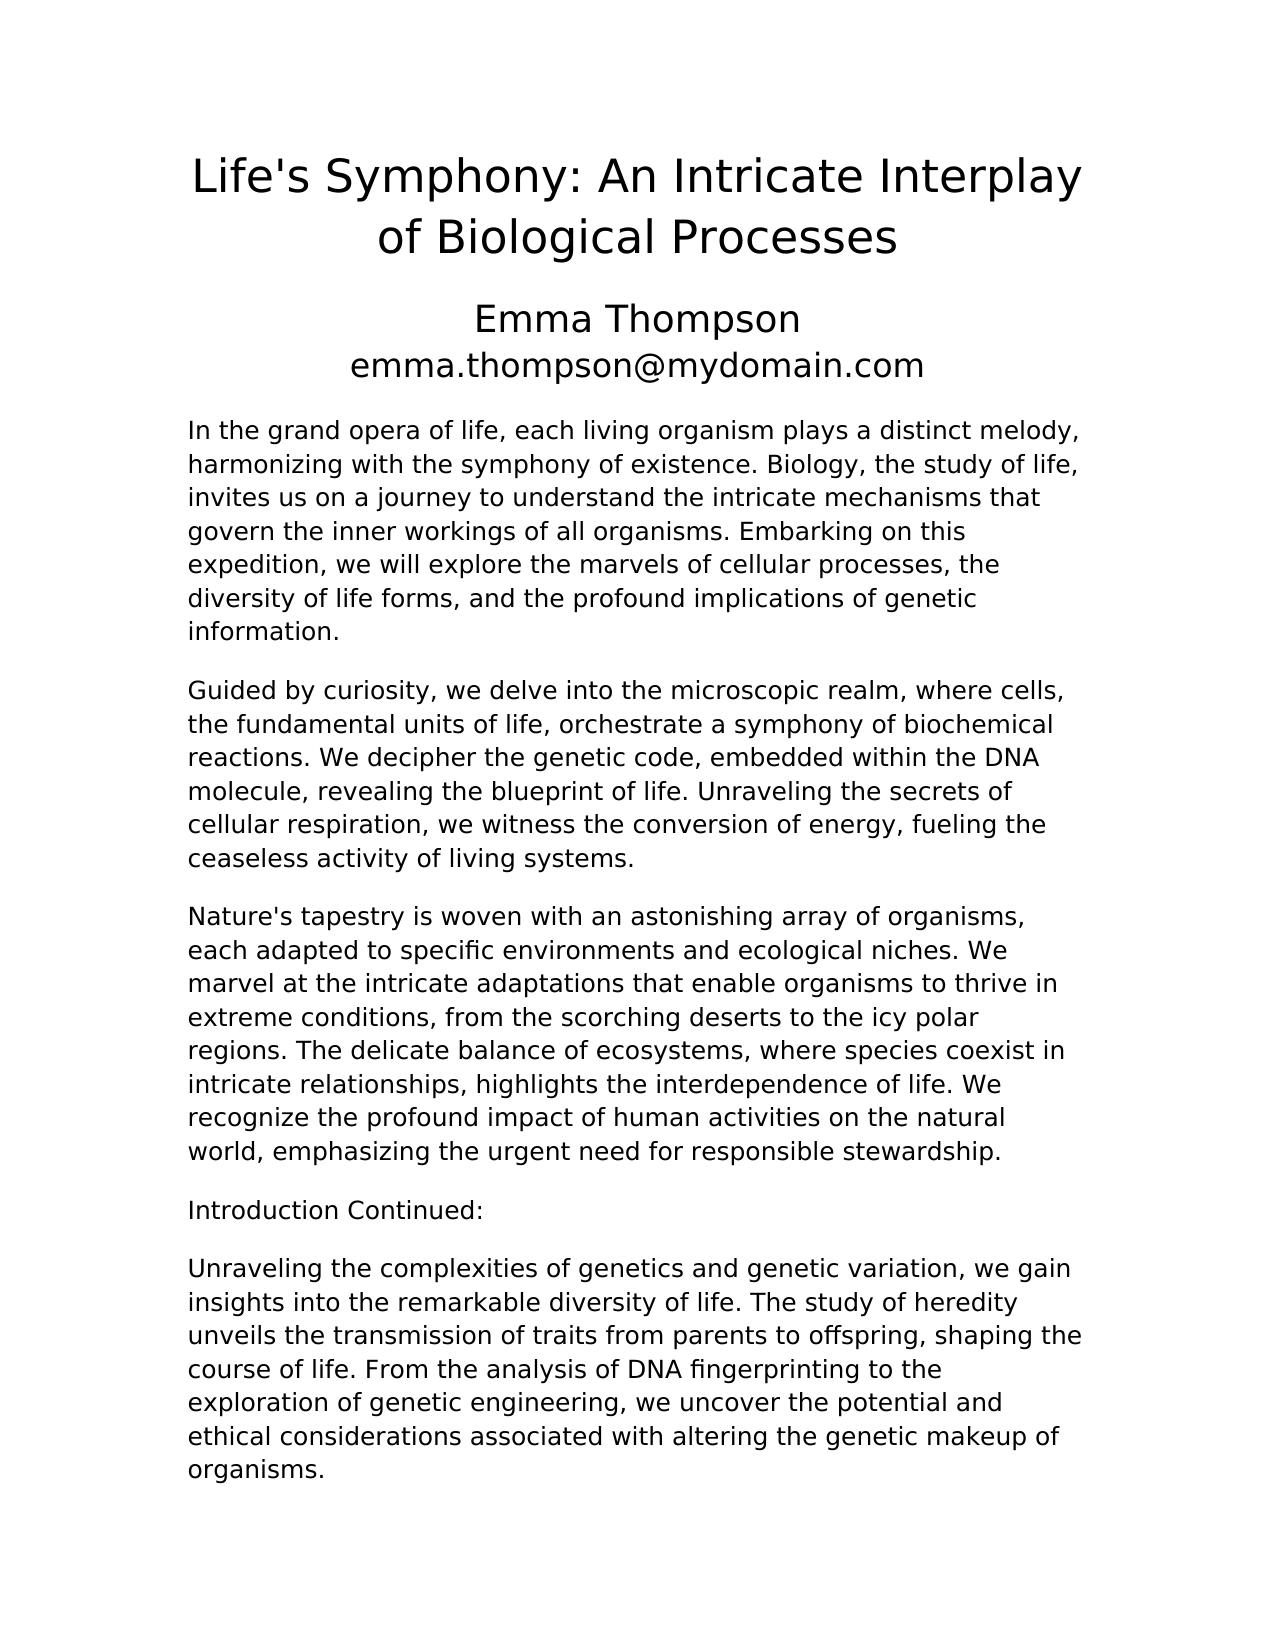 Life's Symphony: An Intricate Interplay
of Biological Processes
Emma Thompson
emma.thompson@mydomain.com
In the grand opera of life, each living organism plays a distinct melody,
harmonizing with the symphony of existence. Biology, the study of life,
invites us on a journey to understand the intricate mechanisms that
govern the inner workings of all organisms. Embarking on this
expedition, we will explore the marvels of cellular processes, the
diversity of life forms, and the profound implications of genetic
information.
Guided by curiosity, we delve into the microscopic realm, where cells,
the fundamental units of life, orchestrate a symphony of biochemical
reactions. We decipher the genetic code, embedded within the DNA
molecule, revealing the blueprint of life. Unraveling the secrets of
cellular respiration, we witness the conversion of energy, fueling the
ceaseless activity of living systems.
Nature's tapestry is woven with an astonishing array of organisms,
each adapted to specific environments and ecological niches. We
marvel at the intricate adaptations that enable organisms to thrive in
extreme conditions, from the scorching deserts to the icy polar
regions. The delicate balance of ecosystems, where species coexist in
intricate relationships, highlights the interdependence of life. We
recognize the profound impact of human activities on the natural
world, emphasizing the urgent need for responsible stewardship.
Introduction Continued:
Unraveling the complexities of genetics and genetic variation, we gain
insights into the remarkable diversity of life. The study of heredity
unveils the transmission of traits from parents to offspring, shaping the
course of life. From the analysis of DNA fingerprinting to the
exploration of genetic engineering, we uncover the potential and
ethical considerations associated with altering the genetic makeup of
organisms.